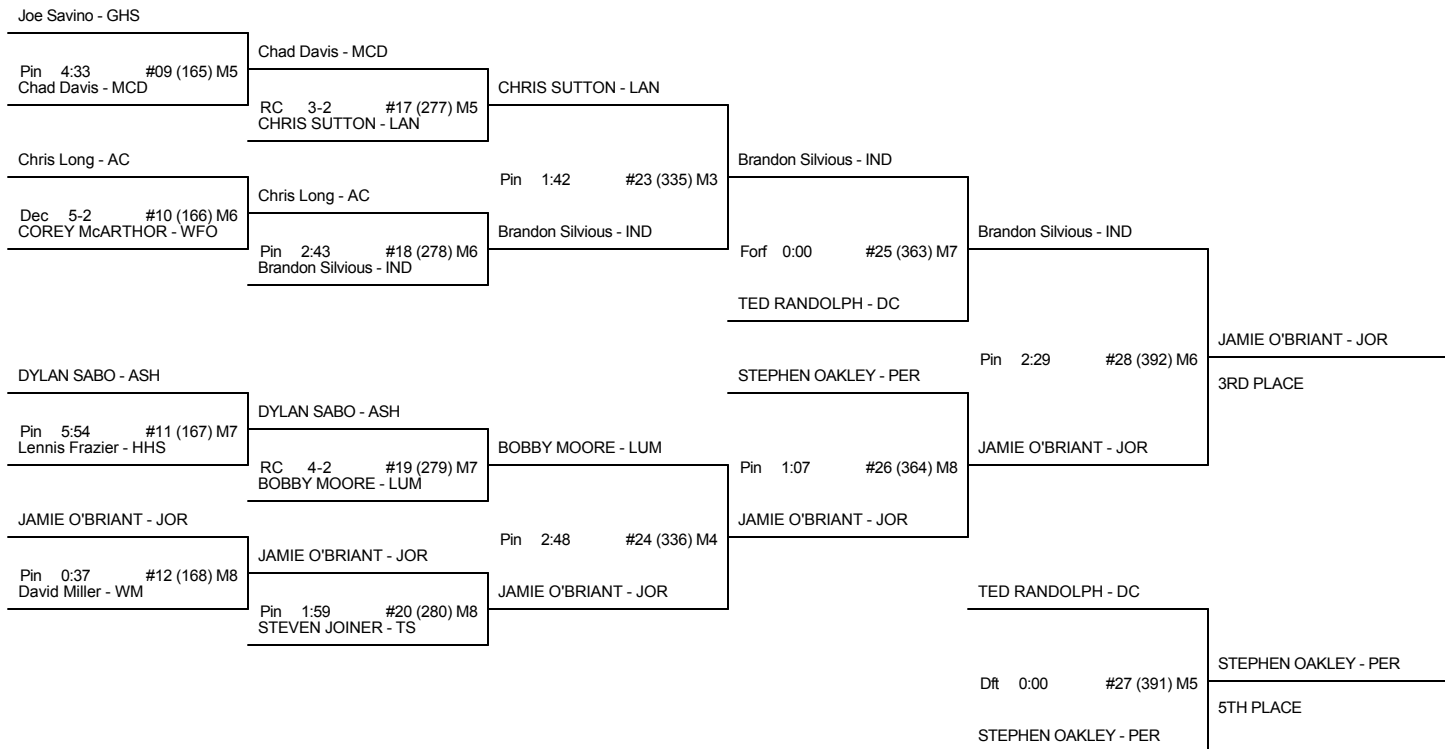 Joe Savino - GHS
Pin 4:33 #09 (165) M5
Chad Davis - MCD
Chad Davis - MCD
RC 3-2 #17 (277) M5
CHRIS SUTTON - LAN
CHRIS SUTTON - LAN
Chris Long - AC
Dec 5-2 #10 (166) M6
COREY McARTHOR - WFO
Chris Long - AC
Pin 2:43 #18 (278) M6
Brandon Silvious - IND
Pin 1:42 #23 (335) M3
Brandon Silvious - IND
Brandon Silvious - IND
Forf 0:00 #25 (363) M7
TED RANDOLPH - DC
Brandon Silvious - IND
DYLAN SABO - ASH
Pin 5:54 #11 (167) M7
Lennis Frazier - HHS
DYLAN SABO - ASH
RC 4-2 #19 (279) M7
BOBBY MOORE - LUM
BOBBY MOORE - LUM
JAMIE O'BRIANT - JOR
Pin 0:37 #12 (168) M8
David Miller - WM
JAMIE O'BRIANT - JOR
Pin 1:59 #20 (280) M8
STEVEN JOINER - TS
Pin 2:48 #24 (336) M4
JAMIE O'BRIANT - JOR
STEPHEN OAKLEY - PER
Pin 1:07 #26 (364) M8
JAMIE O'BRIANT - JOR
Pin 2:29 #28 (392) M6
JAMIE O'BRIANT - JOR
JAMIE O'BRIANT - JOR
3RD PLACE
TED RANDOLPH - DC
Dft 0:00 #27 (391) M5
STEPHEN OAKLEY - PER
STEPHEN OAKLEY - PER
5TH PLACE